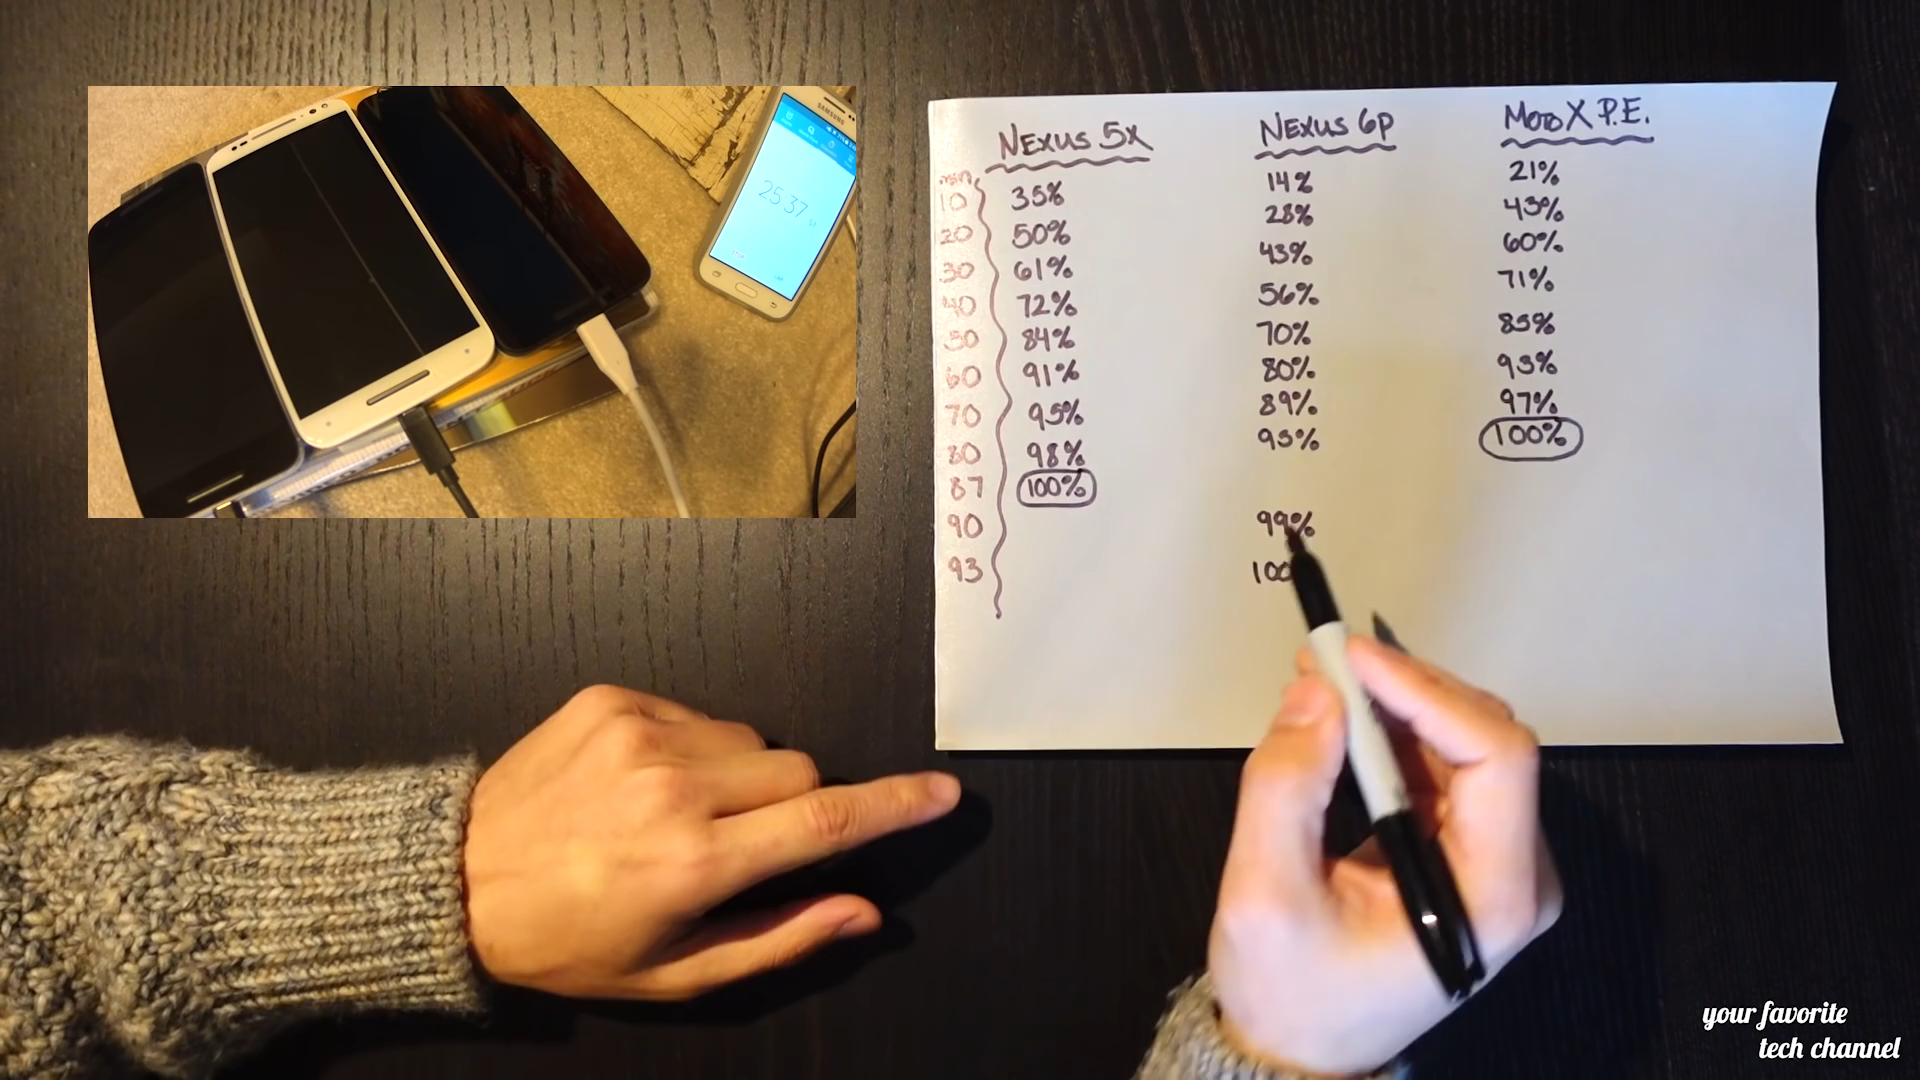 SAMSUNG
25 37
Nexus 5x Nexus 6p Moto X P.E.
min
10 35% 14% 21%
20 50% 28% 43%
30 61% 43% 60%
40 72% 56% 71%
50 84% 70% 85%
60 91% 80% 93%
70 95% 89% 97%
80 98% 93% 100%
87 100%
90 99%
93 100
your favorite
tech channel